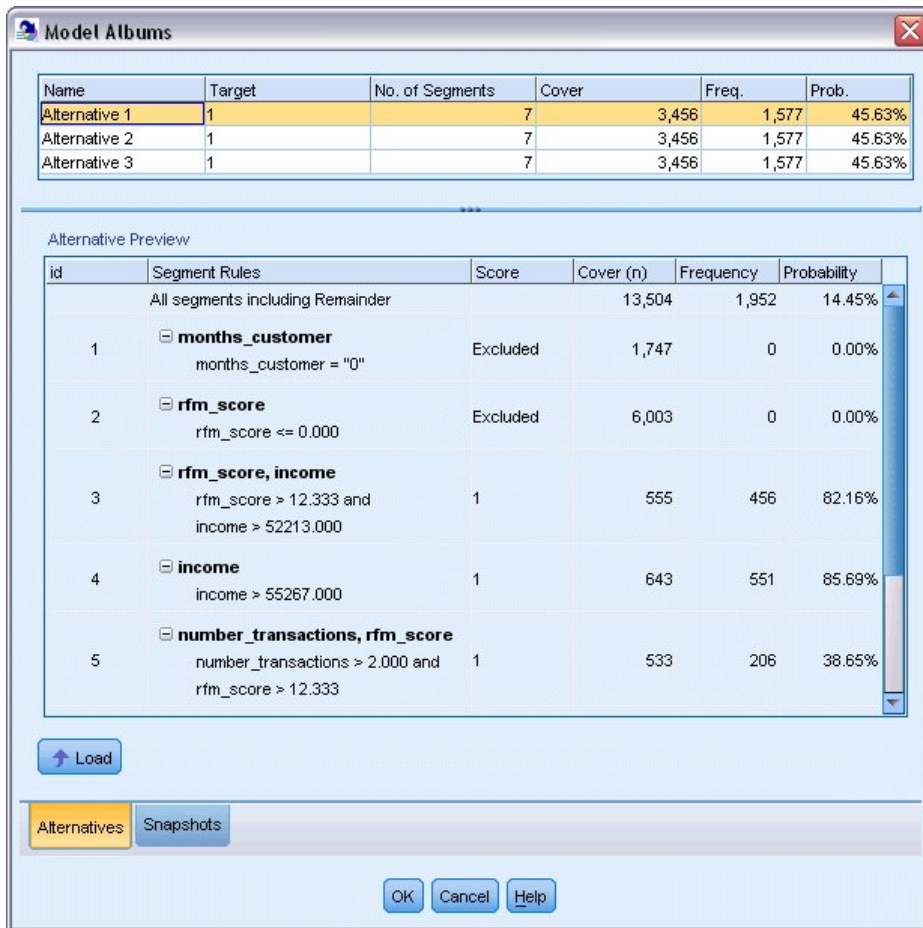 Model Albums
Name Target No. of Segments Cover Freq. Prob.
Alternative 1 1 7 3,456 1,577 45.63%
Alternative 2 1 7 3,456 1,577 45.63%
Alternative 3 1 7 3,456 1,577 45.63%
Alternative Preview
id Segment Rules Score Cover (n) Frequency Probability
All segments including Remainder 13,504 1,952 14.45%
months_customer
1 Excluded 1,747 0 0.00%
months_customer = "0"
rfm_score
2 Excluded 6,003 0 0.00%
rfm_score <= 0.000
rfm_score, income
3 rfm_score > 12.333 and 1 555 456 82.16%
income > 52213.000
income
4 1 643 551 85.69%
income > 55267.000
number_transactions, rfm_score
5 number_transactions > 2.000 and 1 533 206 38.65%
rfm_score > 12.333
Load
Alternatives Snapshots
OK Cancel Help